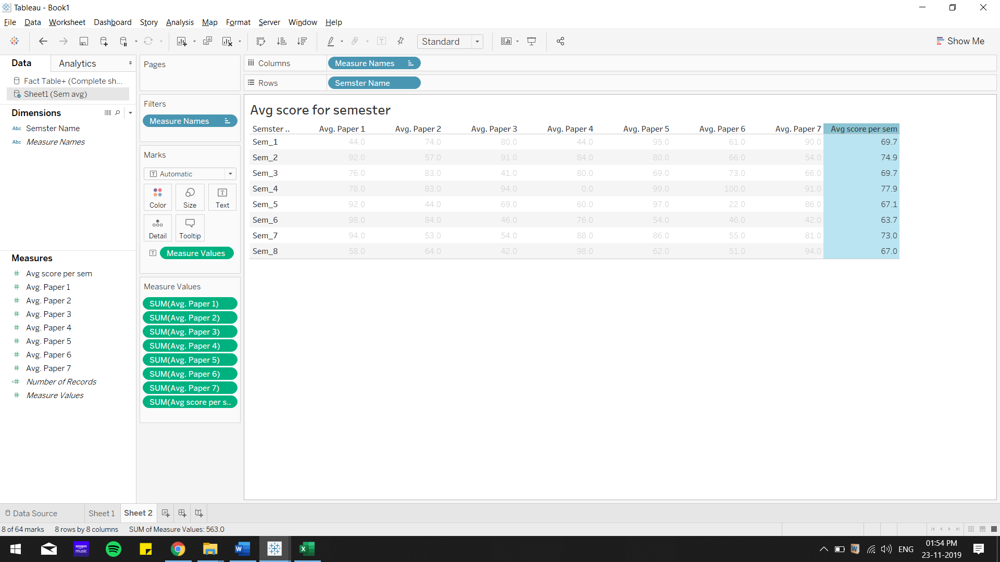 Tableau - Book1
File Data Worksheet Dashboard Story Analysis Map Format Server Window Help
Standard
Show Me
Data Analytics
Fact Table+ (Complete sh...
Sheet1 (Sem avg)
Dimensions
Abc Semster Name
Abc Measure Names
Measures
Avg score per sem
Avg. Paper 1
Avg. Paper 2
Avg. Paper 3
Avg. Paper 4
Avg. Paper 5
Avg. Paper 6
Avg. Paper 7
Number of Records
Measure Values
Pages
Filters
Measure Names
Marks
T Automatic
Color Size Text
Detail Tooltip
T Measure Values
Measure Values
SUM(Avg. Paper 1)
SUM(Avg. Paper 2)
SUM(Avg. Paper 3)
SUM(Avg. Paper 4)
SUM(Avg. Paper 5)
SUM(Avg. Paper 6)
SUM(Avg. Paper 7)
SUM(Avg score per s..
Columns Measure Names
Rows Semster Name
Avg score for semester
Semster .. Avg. Paper 1 Avg. Paper 2 Avg. Paper 3 Avg. Paper 4 Avg. Paper 5 Avg. Paper 6 Avg. Paper 7 Avg score per sem
Sem_1 44.0 74.0 80.0 44.0 95.0 61.0 90.0 69.7
Sem_2 92.0 57.0 91.0 84.0 80.0 66.0 54.0 74.9
Sem_3 76.0 83.0 41.0 80.0 69.0 73.0 66.0 69.7
Sem_4 78.0 83.0 94.0 0.0 99.0 100.0 91.0 77.9
Sem_5 92.0 44.0 69.0 60.0 97.0 22.0 86.0 67.1
Sem_6 98.0 84.0 46.0 76.0 54.0 46.0 42.0 63.7
Sem_7 94.0 53.0 54.0 88.0 86.0 55.0 81.0 73.0
Sem_8 58.0 64.0 42.0 98.0 62.0 51.0 94.0 67.0
Data Source Sheet 1 Sheet 2
8 of 64 marks 8 rows by 8 columns SUM of Measure Values: 563.0
amazon music
ENG
01:54 PM
23-11-2019